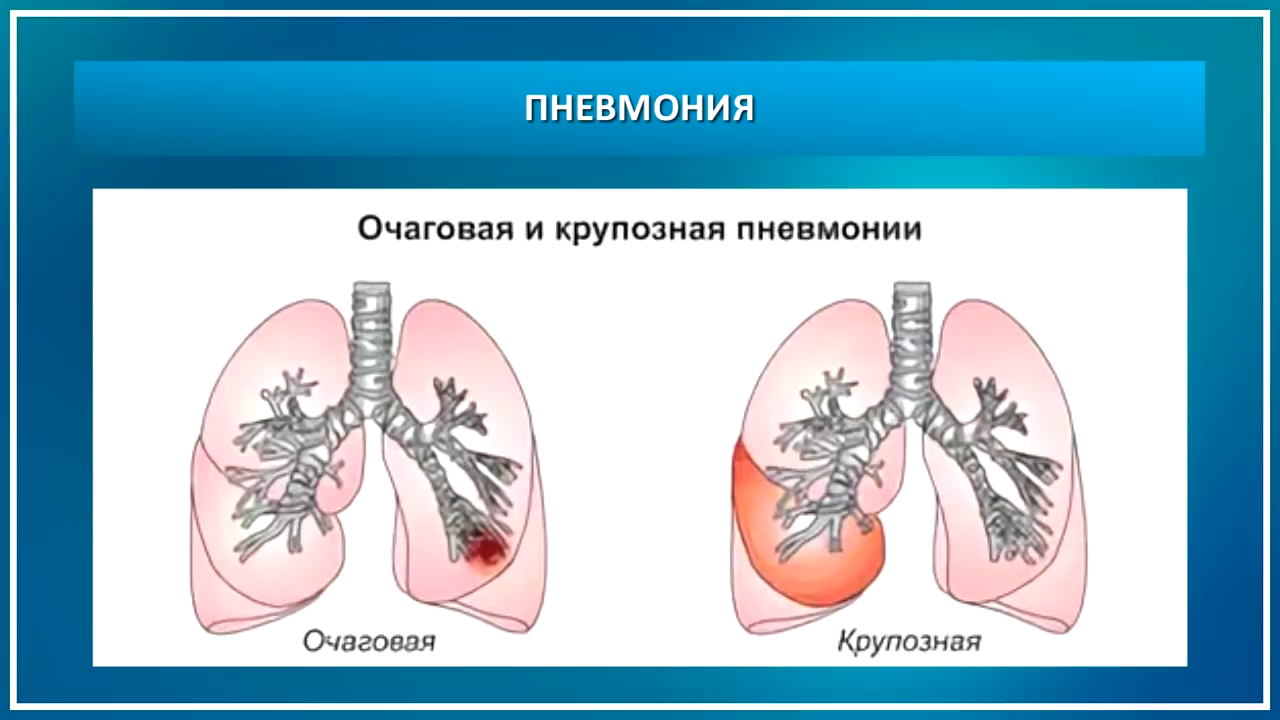 ПНЕВМОНИЯ
Очаговая и крупозная пневмонии
Очаговая
Крупозная